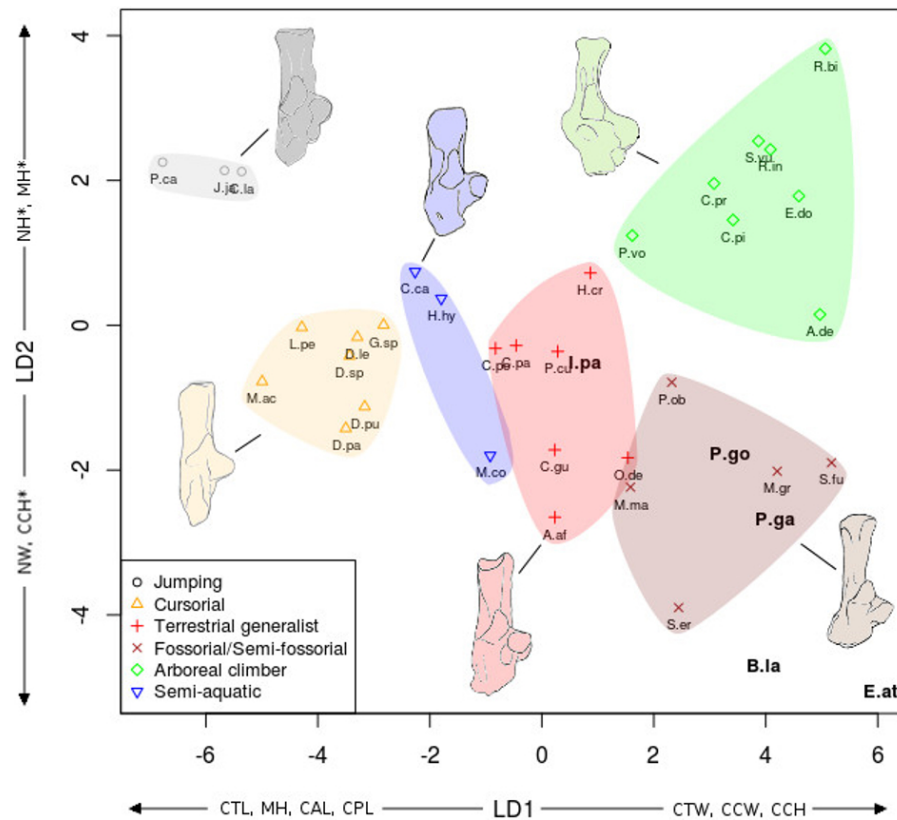 4
2
0
-2
-4
NH*, MH*
LD2
NW, CCH*
R.bi
S.vu
R.in
C.pr
E.do
C.pi
P.vo
A.de
P.ca
J.ja
C.la
C.ca
H.hy
M.co
H.cr
L.pe
D.le
G.sp
D.sp
M.ac
D.pu
D.pa
C.pa
P.cu
I.pa
C.gu
O.de
A.af
P.ob
P.go
M.gr
S.fu
M.ma
P.ga
S.er
B.la
E.at
Jumping
Cursorial
Terrestrial generalist
Fossorial/Semi-fossorial
Arboreal climber
Semi-aquatic
-6 -4 -2 0 2 4 6
CTL, MH, CAL, CPL LD1 CTW, CCW, CCH